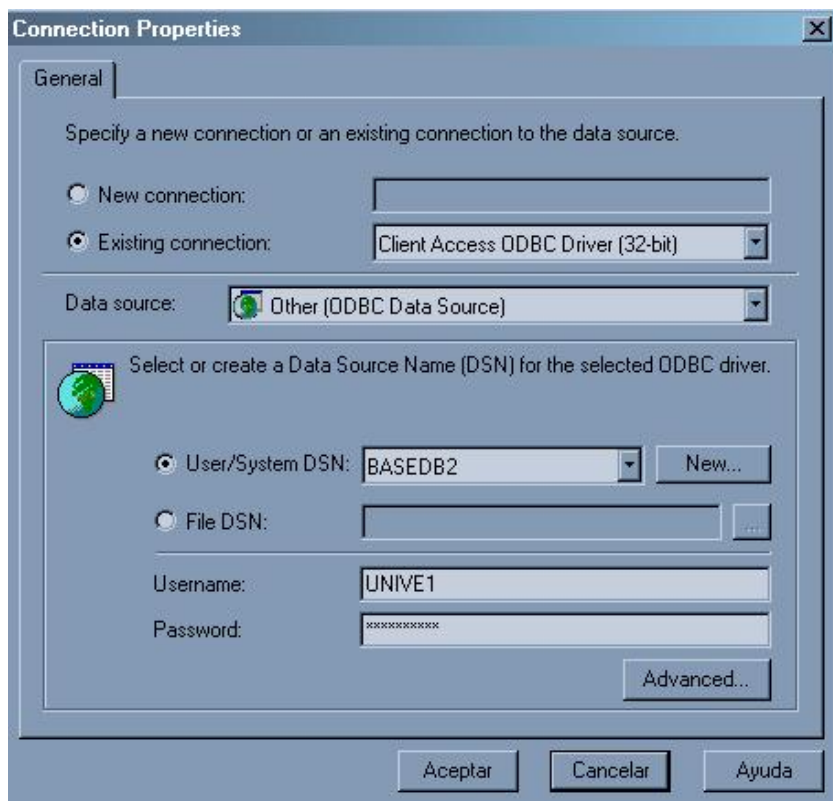 Connection Properties
General
Specify a new connection or an existing connection to the data source.
New connection:
Existing connection: Client Access ODBC Driver (32-bit)
Data source: Other (ODBC Data Source)
Select or create a Data Source Name (DSN) for the selected ODBC driver.
User/System DSN: BASEDB2 New...
File DSN: ...
Username: UNIVE1
Password: **********
Advanced...
Aceptar Cancelar Ayuda